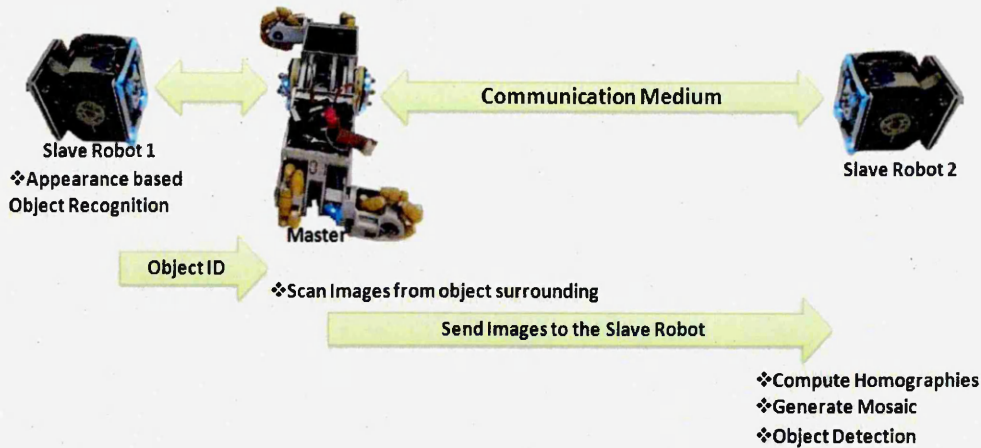 Communication Medium
Slave Robot 1
❖Appearance based
Object Recognition
Master
Slave Robot 2
Object ID
❖Scan Images from object surrounding
Send Images to the Slave Robot
❖Compute Homographies
❖Generate Mosaic
❖Object Detection